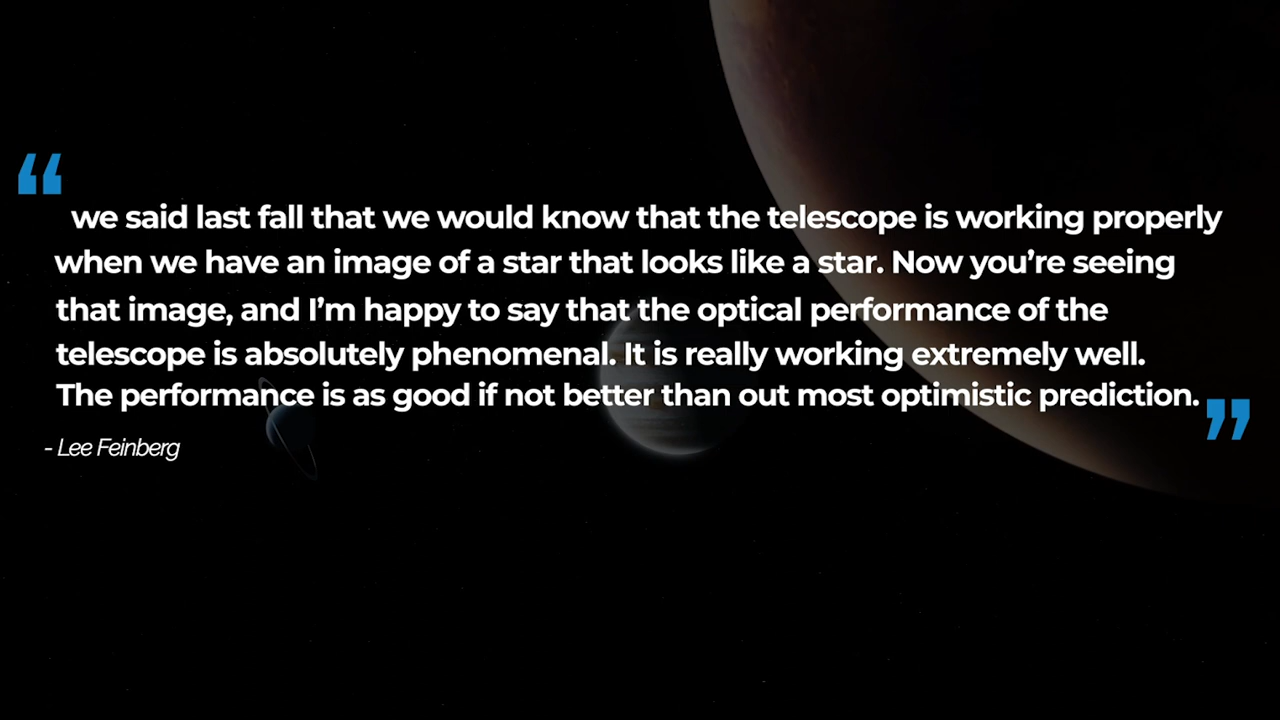 “ we said last fall that we would know that the telescope is working properly
when we have an image of a star that looks like a star. Now you’re seeing
that image, and I’m happy to say that the optical performance of the
telescope is absolutely phenomenal. It is really working extremely well.
The performance is as good if not better than out most optimistic prediction. ”
- Lee Feinberg